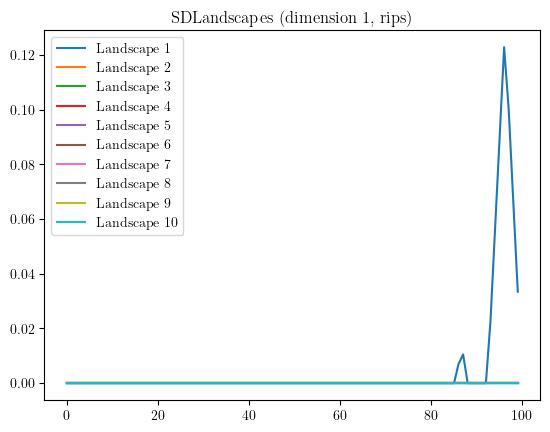 SDLandscapes (dimension 1, rips)
Landscape 1
Landscape 2
Landscape 3
Landscape 4
Landscape 5
Landscape 6
Landscape 7
Landscape 8
Landscape 9
Landscape 10
0.12
0.10
0.08
0.06
0.04
0.02
0.00
0 20 40 60 80 100